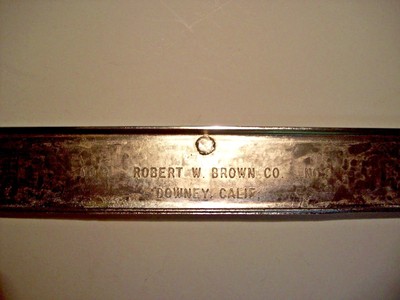 ROBERT W. BROWN CO
DOWNEY, CALIF.